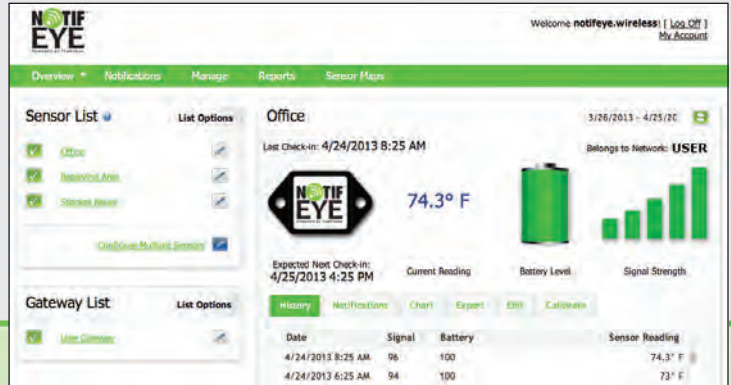 NOTIF
EYE
Welcome notifeye.wireless! [ Log Off ]
My Account
Overview Notifications Manage Reports Sensor Maps
Sensor List List Options
Office
Receiving Area
Storage Room
Configure Multiple Sensors
Gateway List List Options
User Gateway
Office 3/26/2013 - 4/25/20
Last Check-in: 4/24/2013 8:25 AM Belongs to Network: USER
NOTIF
EYE
74.3° F
Expected Next Check-in:
4/25/2013 4:25 PM
Current Reading Battery Level Signal Strength
History Notifications Chart Export Edit Calibrate
Date Signal Battery Sensor Reading
4/24/2013 8:25 AM 96 100 74.3° F
4/24/2013 6:25 AM 94 100 73° F